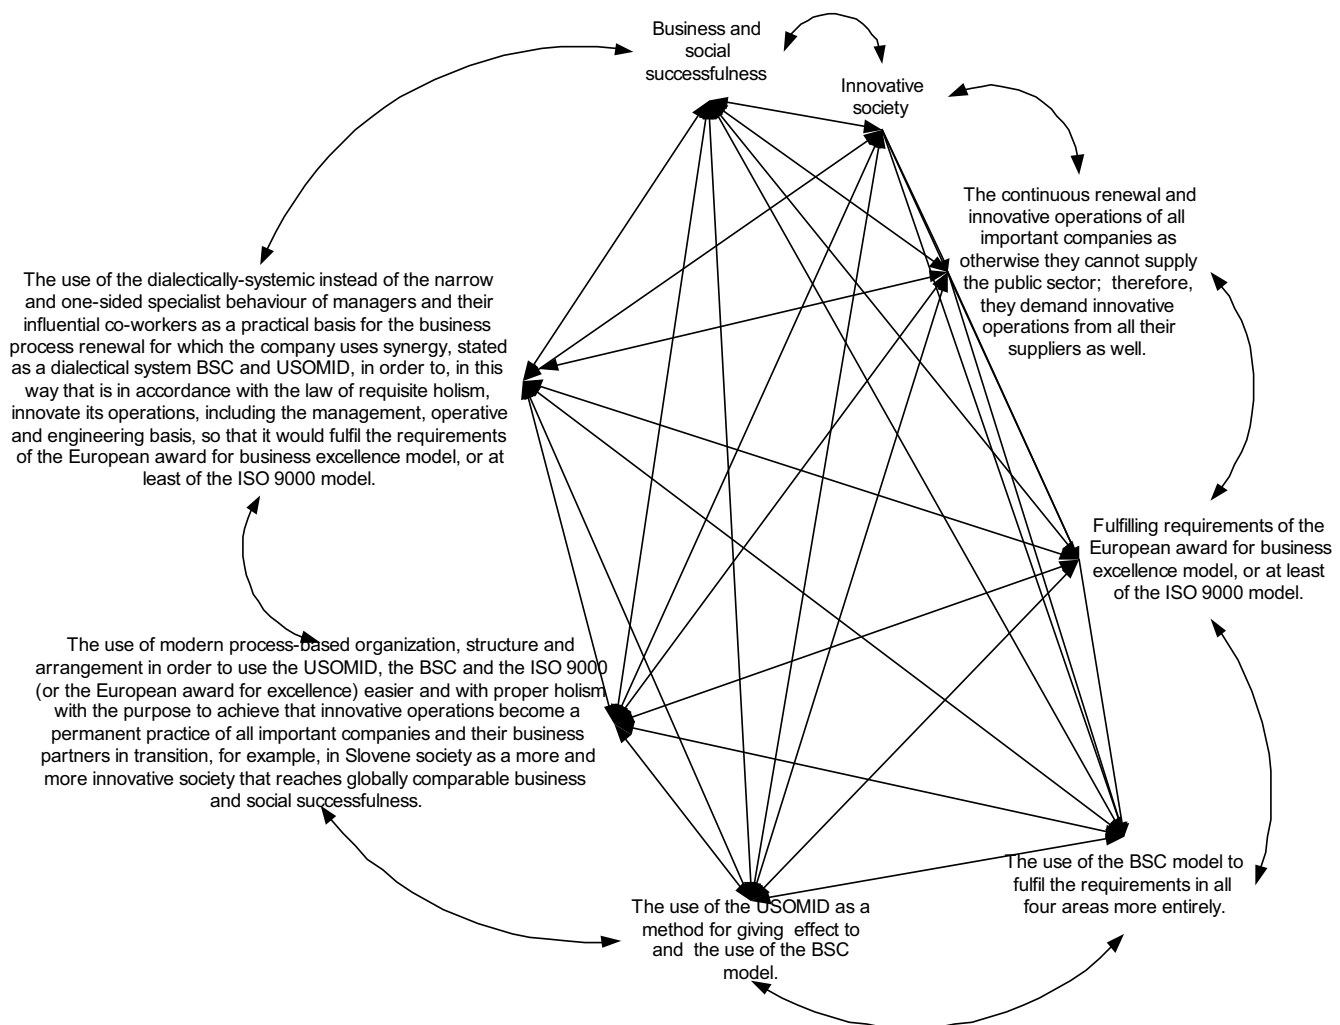 Business and
social
successfulness
Innovative
society
The continuous renewal and
innovative operations of all
important companies as
otherwise they cannot supply
the public sector; therefore,
they demand innovative
operations from all their
suppliers as well.
The use of the dialectically-systemic instead of the narrow
and one-sided specialist behaviour of managers and their
influential co-workers as a practical basis for the business
process renewal for which the company uses synergy, stated
as a dialectical system BSC and USOMID, in order to, in this
way that is in accordance with the law of requisite holism,
innovate its operations, including the management, operative
and engineering basis, so that it would fulfil the requirements
of the European award for business excellence model, or at
least of the ISO 9000 model.
Fulfilling requirements of the
European award for business
excellence model, or at least
of the ISO 9000 model.
The use of modern process-based organization, structure and
arrangement in order to use the USOMID, the BSC and the ISO 9000
(or the European award for excellence) easier and with proper holism
with the purpose to achieve that innovative operations become a
permanent practice of all important companies and their business
partners in transition, for example, in Slovene society as a more and
more innovative society that reaches globally comparable business
and social successfulness.
The use of the BSC model to
fulfil the requirements in all
four areas more entirely.
The use of the USOMID as a
method for giving effect to
and the use of the BSC
model.